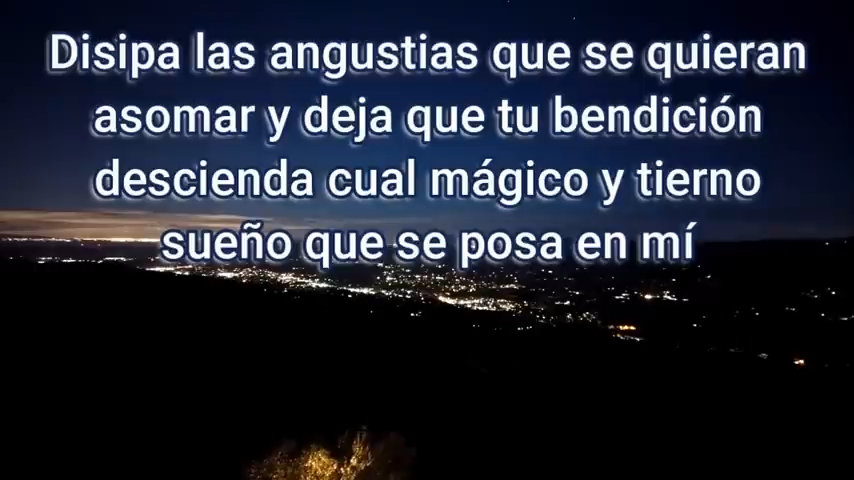 Disipa las angustias que se quieran
asomar y deja que tu bendición
descienda cual mágico y tierno
sueño que se posa en mí